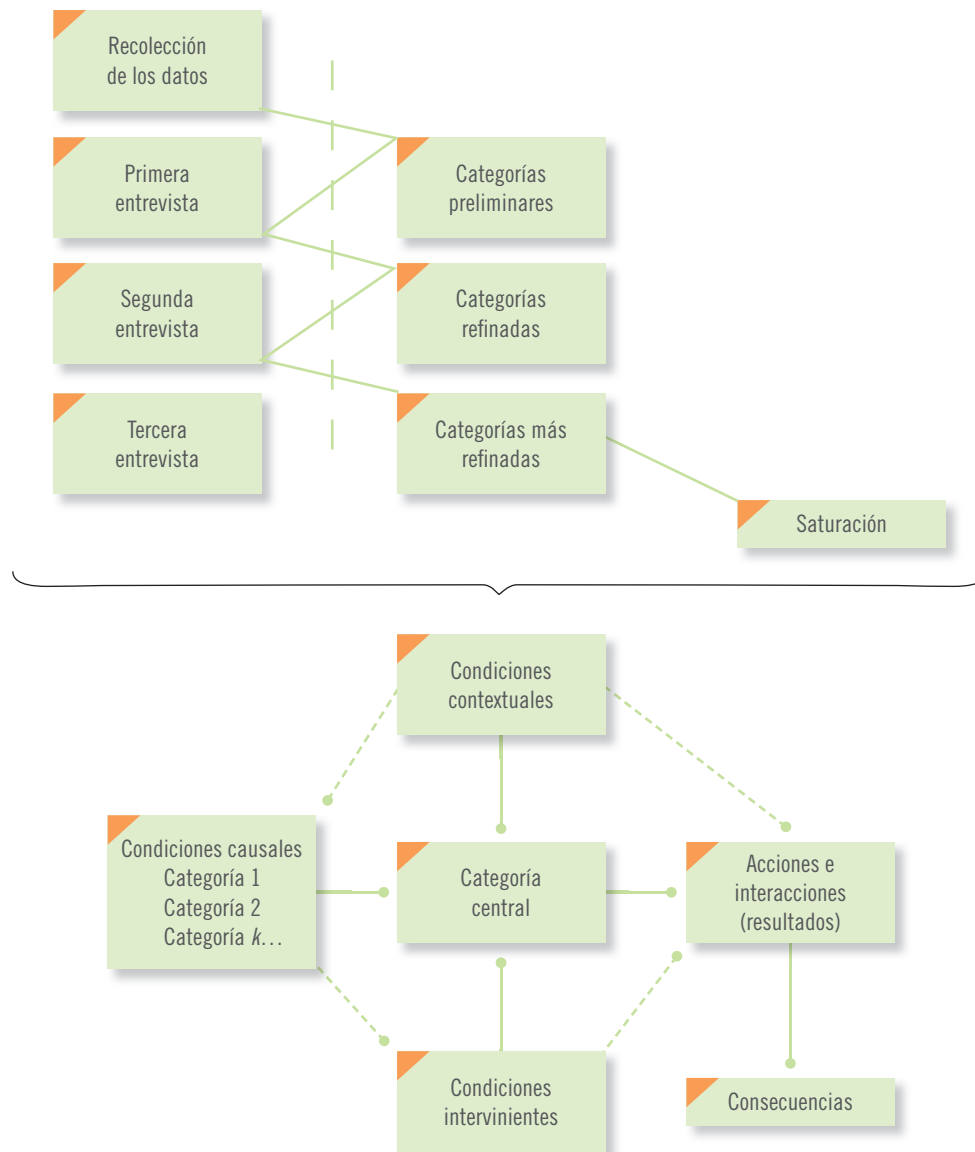 Recolección
de los datos
Primera
entrevista
Categorías
preliminares
Segunda
entrevista
Categorías
refinadas
Tercera
entrevista
Categorías más
refinadas
Saturación
Condiciones
contextuales
Condiciones causales
Categoría 1
Categoría 2
Categoría k…
Categoría
central
Acciones e
interacciones
(resultados)
Condiciones
intervinientes
Consecuencias